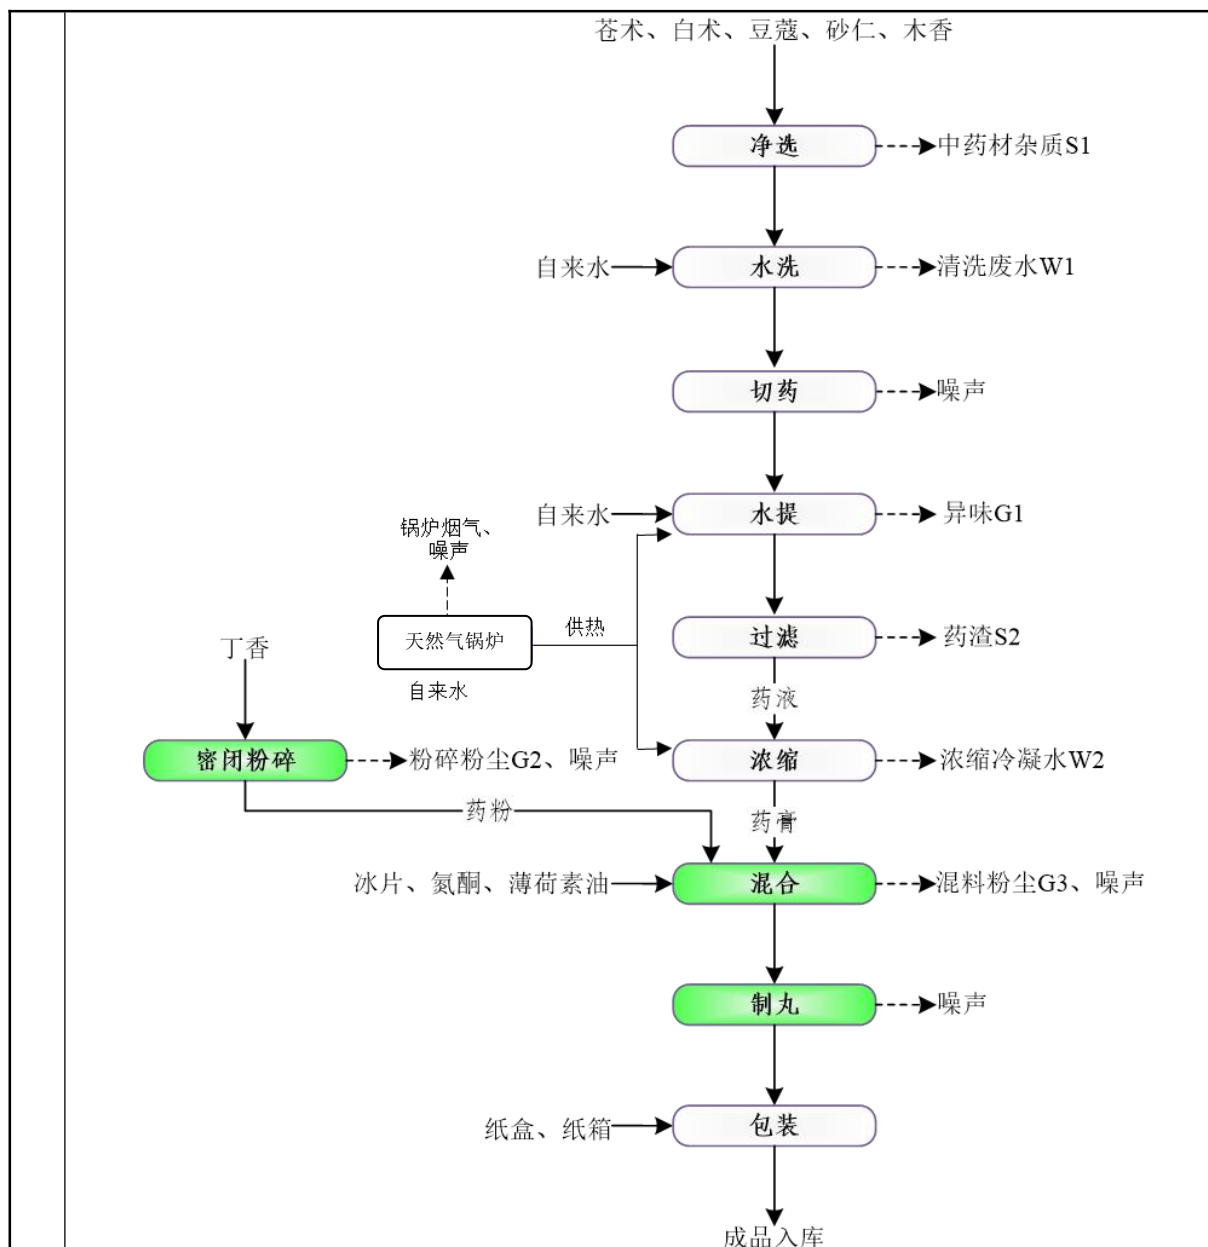 苍术、白术、豆蔻、砂仁、木香
净选
中药材杂质S1
自来水
水洗
清洗废水W1
切药
噪声
自来水
水提
异味G1
锅炉烟气、
噪声
天然气锅炉
供热
过滤
药渣S2
丁香
自来水
药液
密闭粉碎
粉碎粉尘G2、噪声
浓缩
浓缩冷凝水W2
药粉
药膏
冰片、氮酮、薄荷素油
混合
混料粉尘G3、噪声
制丸
噪声
纸盒、纸箱
包装
成品入库